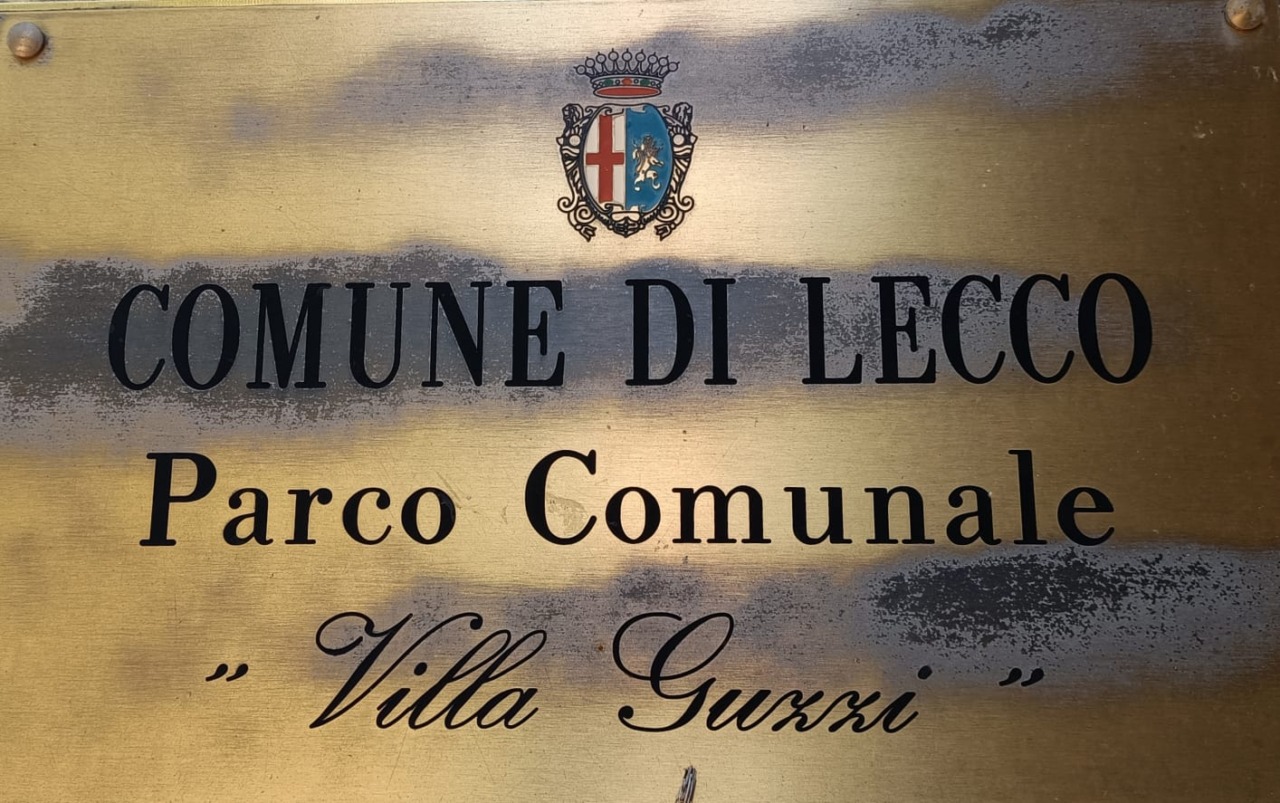 COMUNE DI LECCO
Parco Comunale
” Villa Guzzi ”